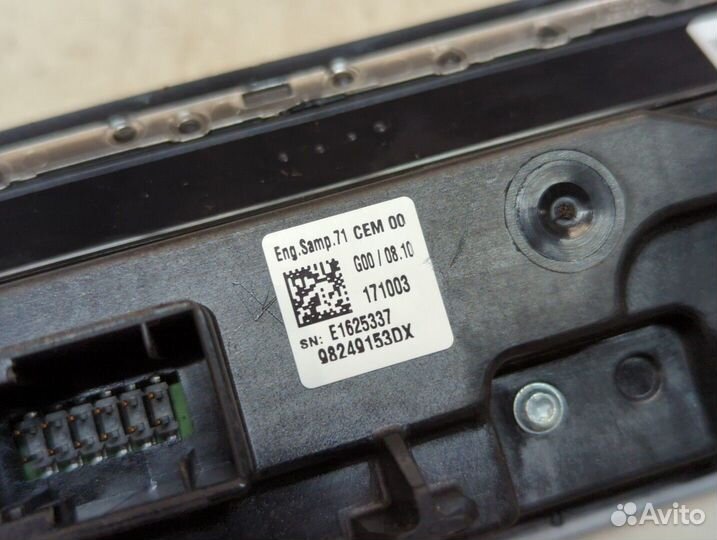 Eng.Samp.71 CEM 00
G00 / 08.10
171003
SN: E1625337
98249153DX
Avito